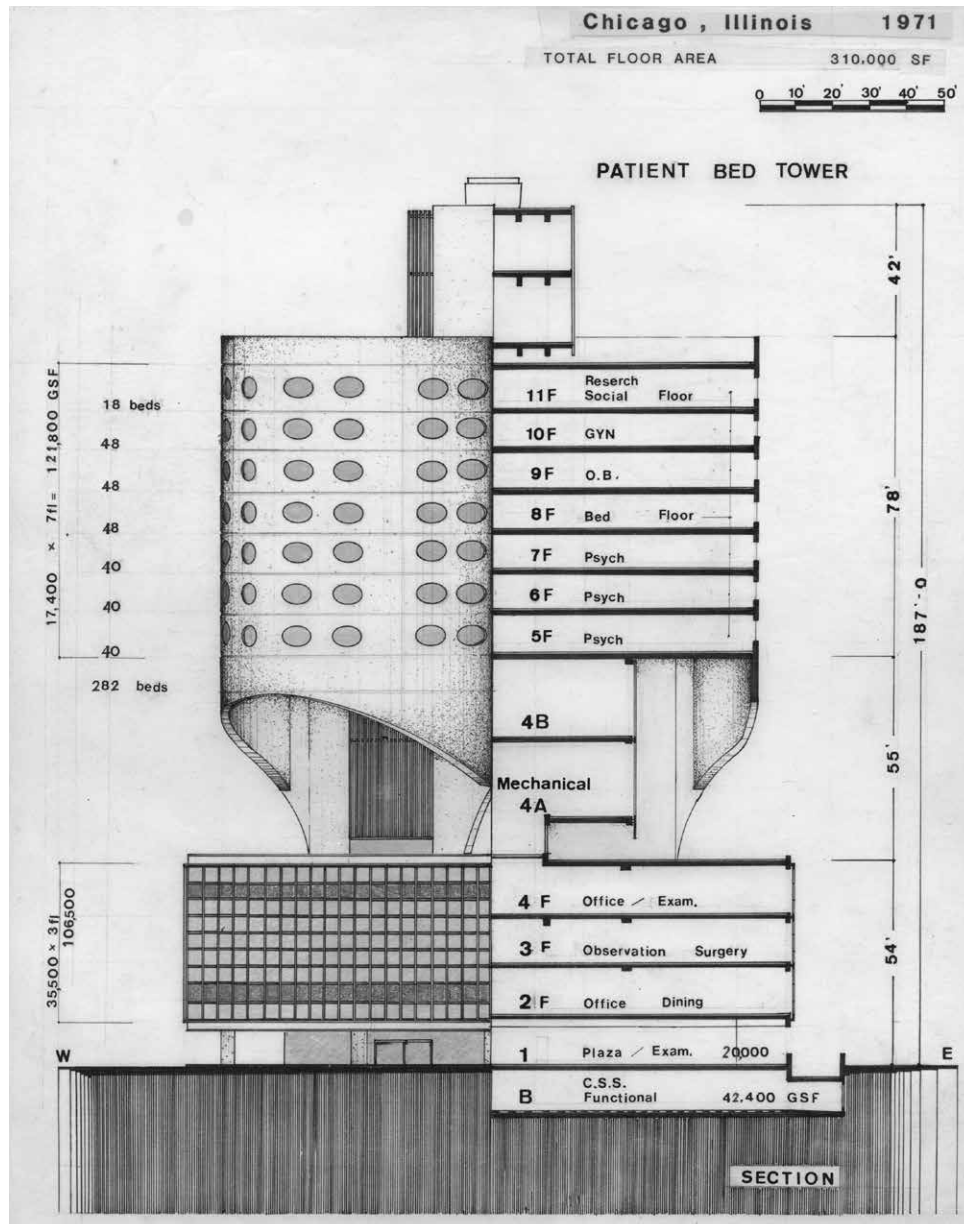 Chicago , Illinois 1971
TOTAL FLOOR AREA 310.000 SF
0 10' 20' 30' 40' 50'
PATIENT BED TOWER
42'
78'
55'
54'
187'-0
17,400 × 7fl = 121,800 GSF
18 beds
48
48
48
40
40
40
282 beds
35,500 × 3fl
106,500
11F Reserch
Social Floor
10F GYN
9F O.B.
8F Bed Floor
7F Psych
6F Psych
5F Psych
4B
Mechanical
4A
4 F Office / Exam.
3 F Observation Surgery
2 F Office Dining
1 Plaza / Exam. 20000
W
E
B C.S.S.
Functional 42,400 GSF
SECTION